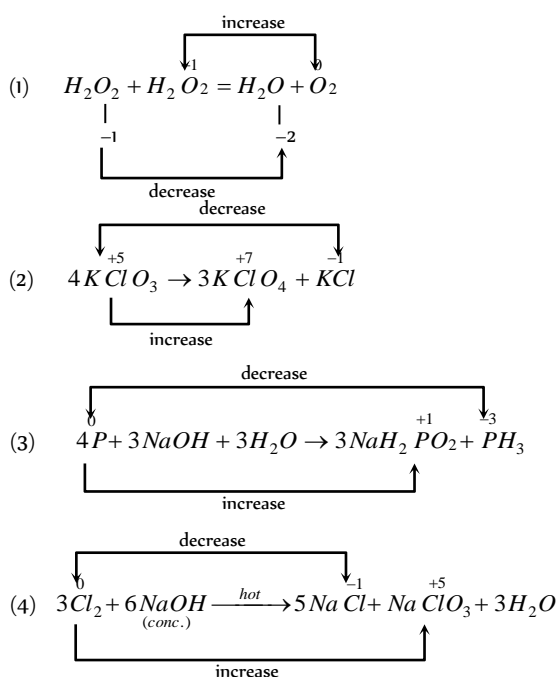 increase
-1 0
(1) H₂O₂ + H₂O₂ = H₂O + O₂
-1 -2
decrease
decrease
+5 +7 -1
(2) 4KClO₃ → 3KClO₄ + KCl
increase
decrease
0 +1 -3
(3) 4P + 3NaOH + 3H₂O → 3NaH₂PO₂ + PH₃
increase
decrease
0 -1 +5
(4) 3Cl₂ + 6NaOH hot → 5NaCl + NaClO₃ + 3H₂O
(conc.)
increase